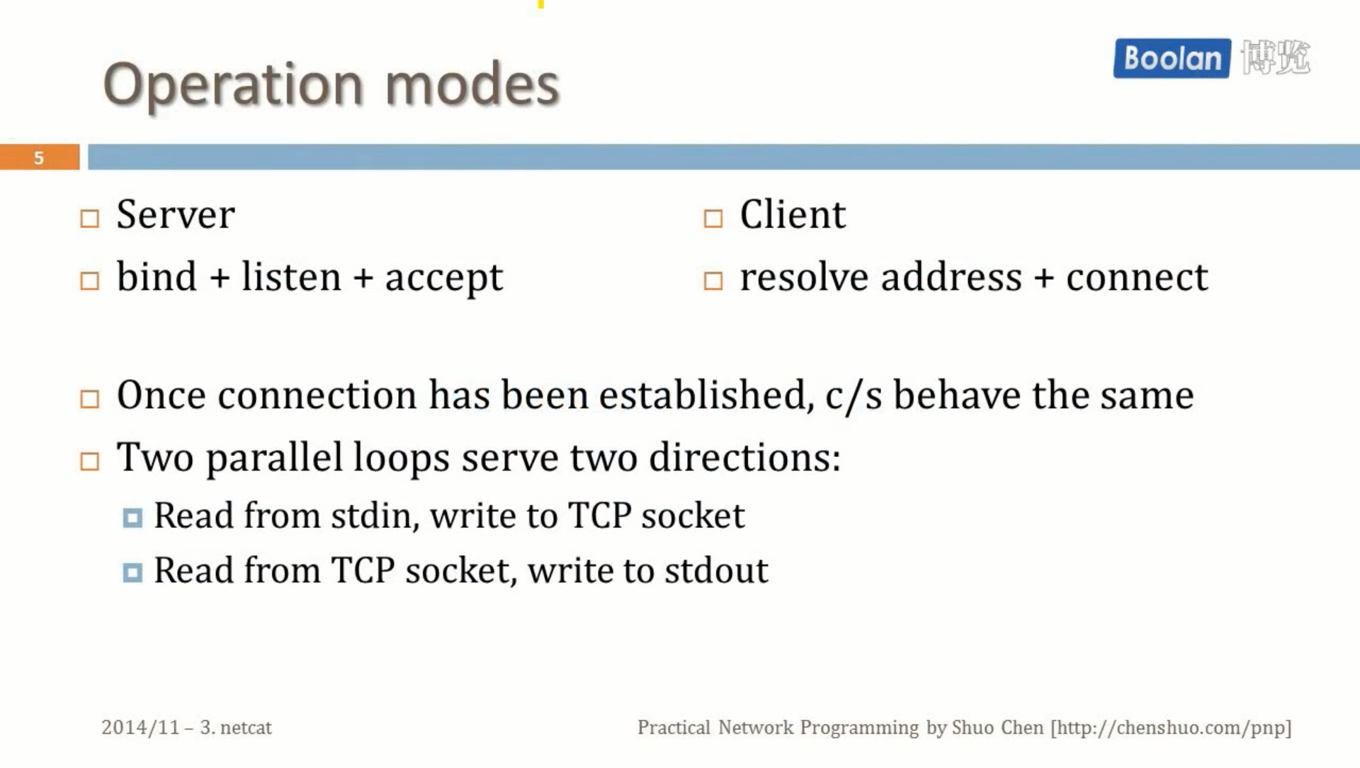 Operation modes
Boolan 博览
5
Server
bind + listen + accept
Client
resolve address + connect
Once connection has been established, c/s behave the same
Two parallel loops serve two directions:
Read from stdin, write to TCP socket
Read from TCP socket, write to stdout
2014/11 – 3. netcat
Practical Network Programming by Shuo Chen [http://chenshuo.com/pnp]